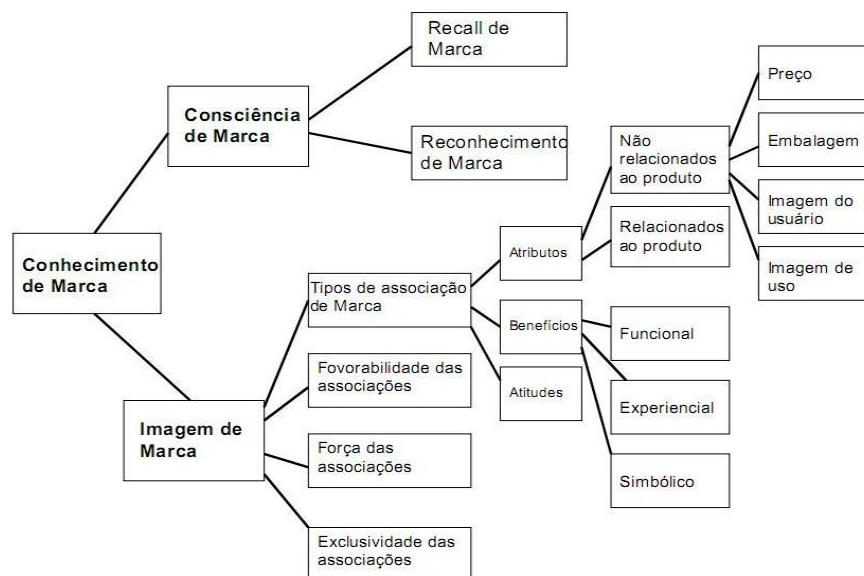 Recall de
Marca
Consciência
de Marca
Reconhecimento
de Marca
Conhecimento
de Marca
Imagem de
Marca
Tipos de associação
de Marca
Fovorabilidade das
associações
Força das
associações
Exclusividade das
associações
Atributos
Benefícios
Atitudes
Não
relacionados
ao produto
Relacionados
ao produto
Funcional
Experiencial
Simbólico
Preço
Embalagem
Imagem do
usuário
Imagem de
uso